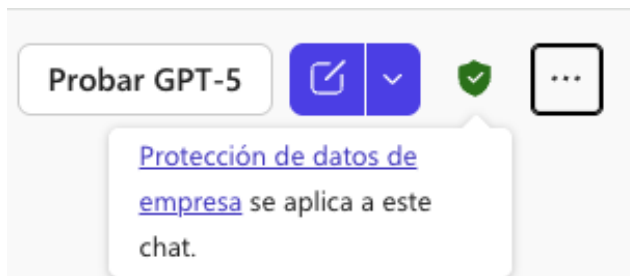 Probar GPT-5
Protección de datos de
empresa se aplica a este
chat.